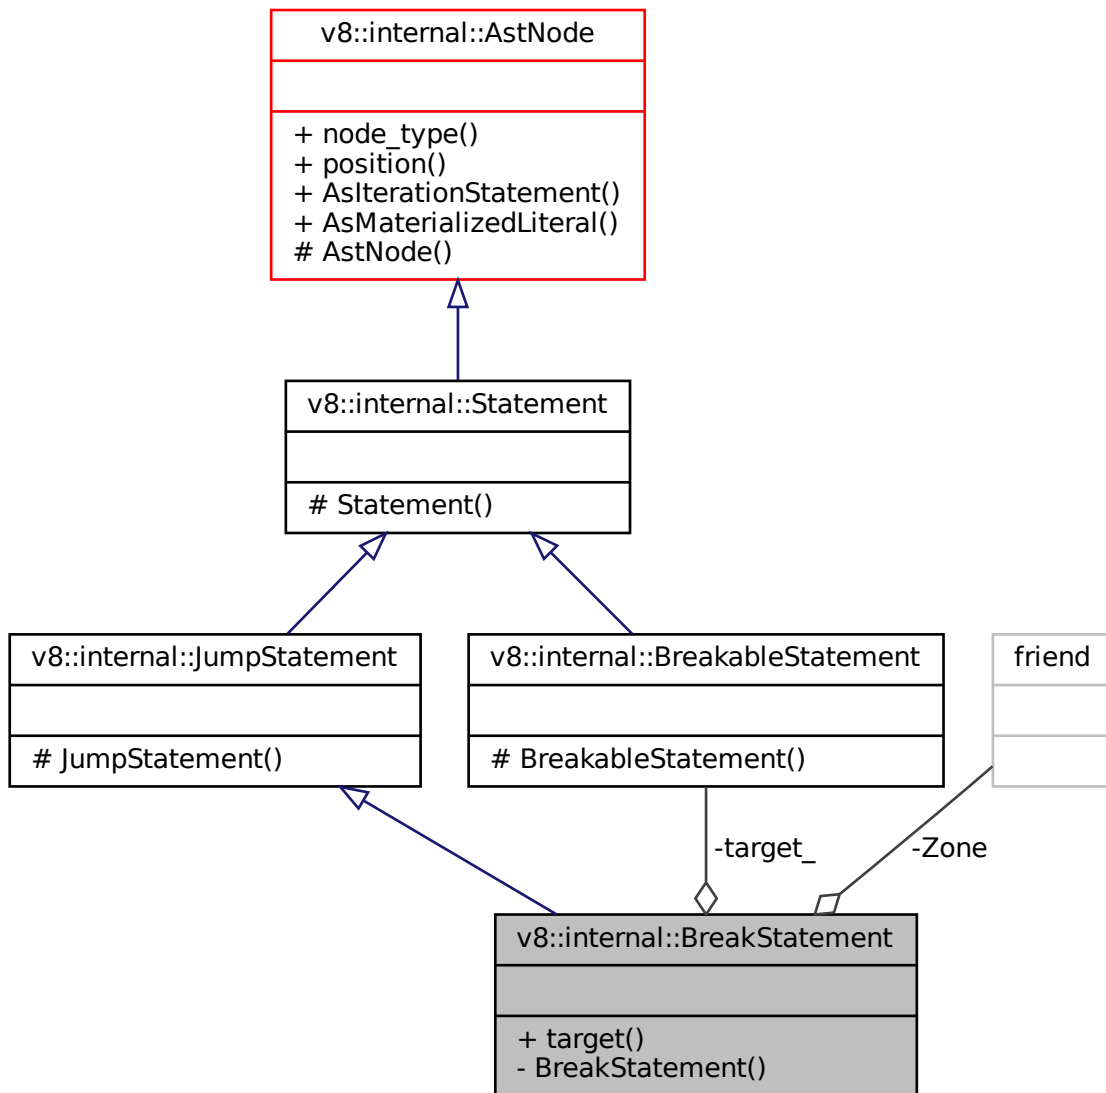 v8::internal::AstNode
+ node_type()
+ position()
+ AsIterationStatement()
+ AsMaterializedLiteral()
# AstNode()
v8::internal::Statement
# Statement()
v8::internal::JumpStatement
# JumpStatement()
v8::internal::BreakableStatement
# BreakableStatement()
friend
-target_
-Zone
v8::internal::BreakStatement
+ target()
- BreakStatement()